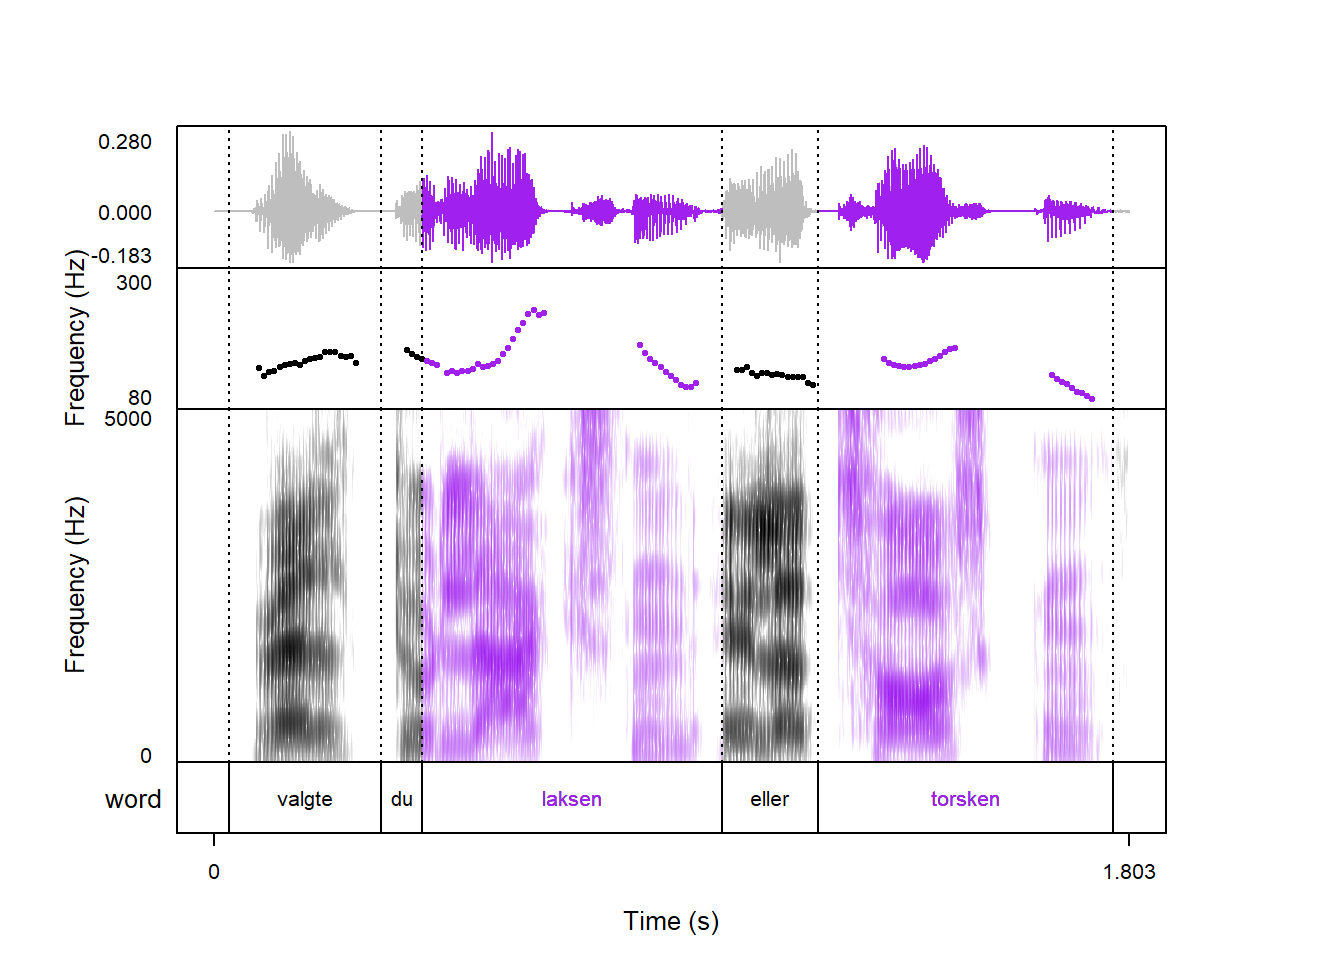 0.280
0.000
-0.183
Frequency (Hz)
300
80
Frequency (Hz)
5000
0
word
valgte du laksen eller torsken
0 1.803
Time (s)